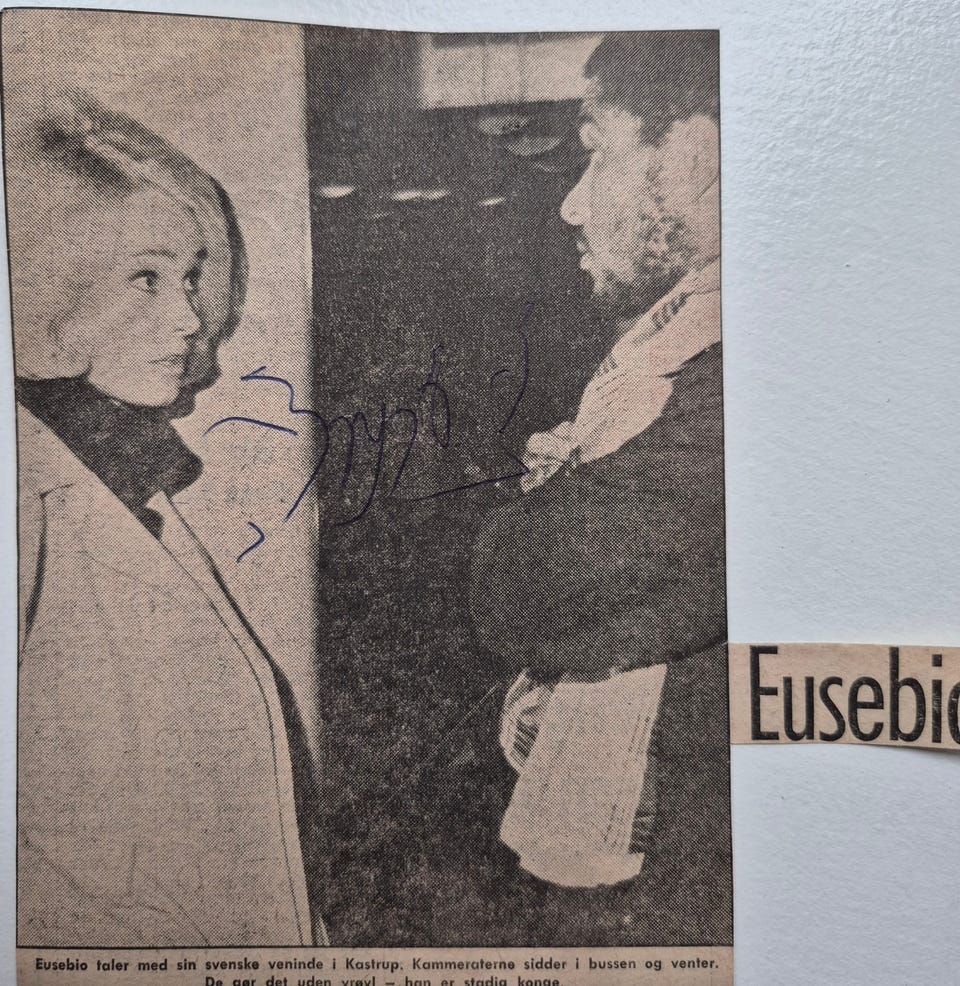 Eusebio
Eusebio taler med sin svenske veninde i Kastrup. Kammeraterne sidder i bussen og venter.
De gør det uden vrøvl – han er stadig konge.